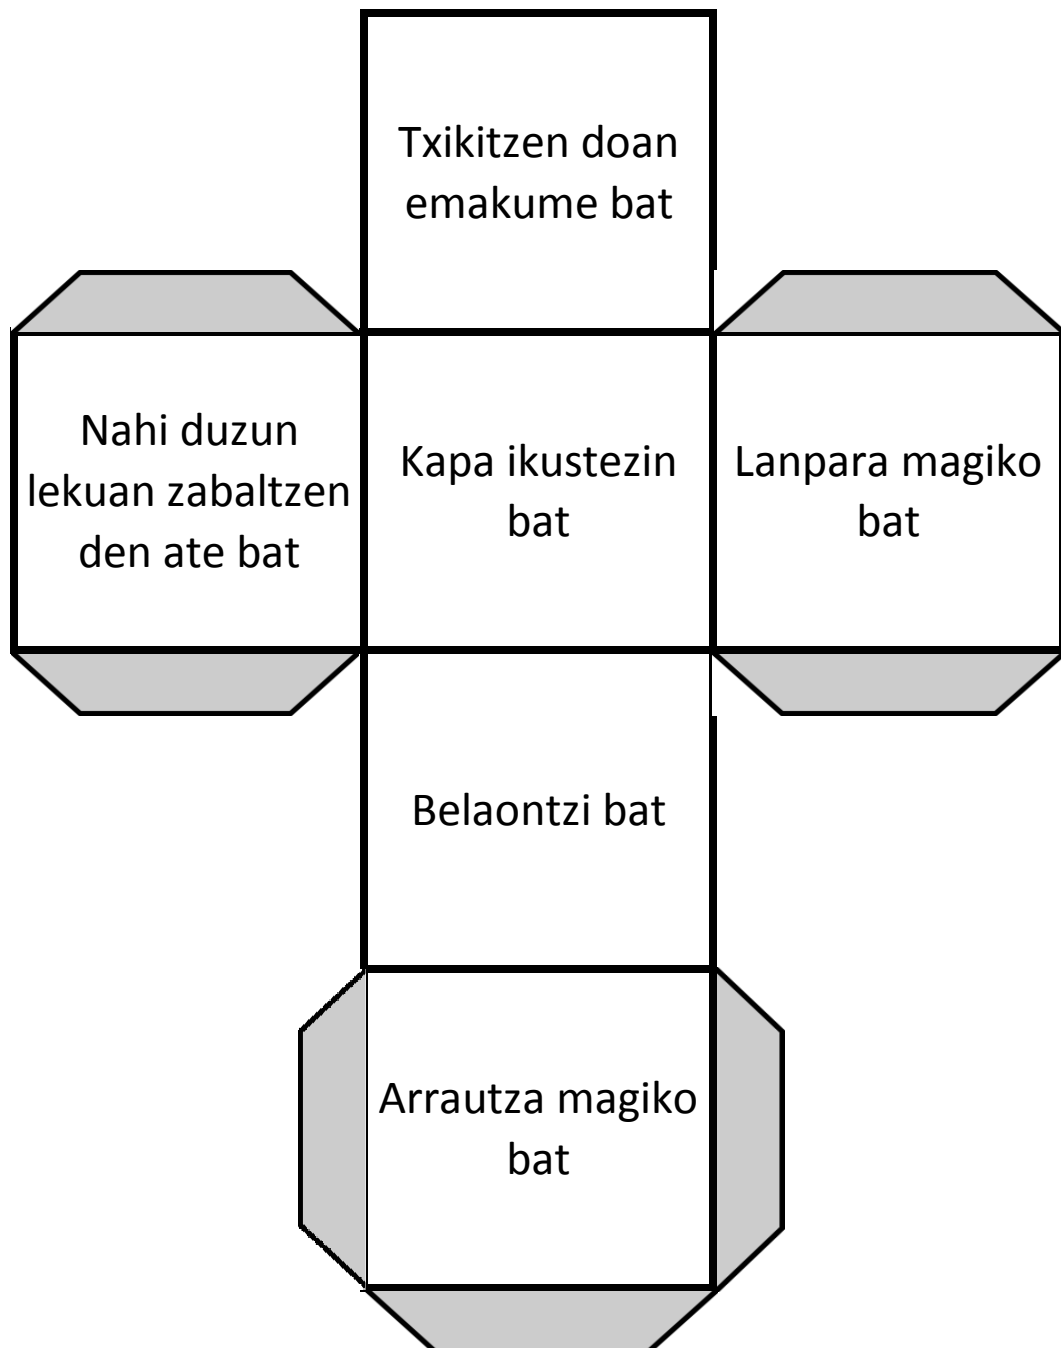 Txikitzen doan
emakume bat
Nahi duzun
lekuan zabaltzen
den ate bat
Kapa ikustezin
bat
Lanpara magiko
bat
Belaontzi bat
Arrautza magiko
bat